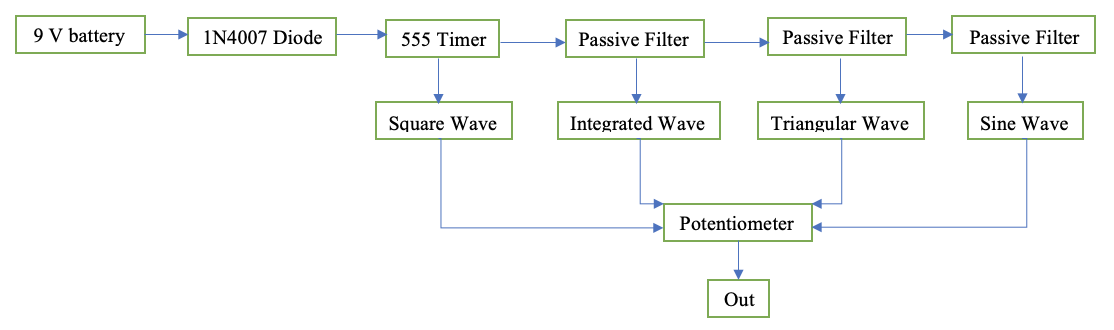 9 V battery
1N4007 Diode
555 Timer
Passive Filter
Passive Filter
Passive Filter
Square Wave
Integrated Wave
Triangular Wave
Sine Wave
Potentiometer
Out